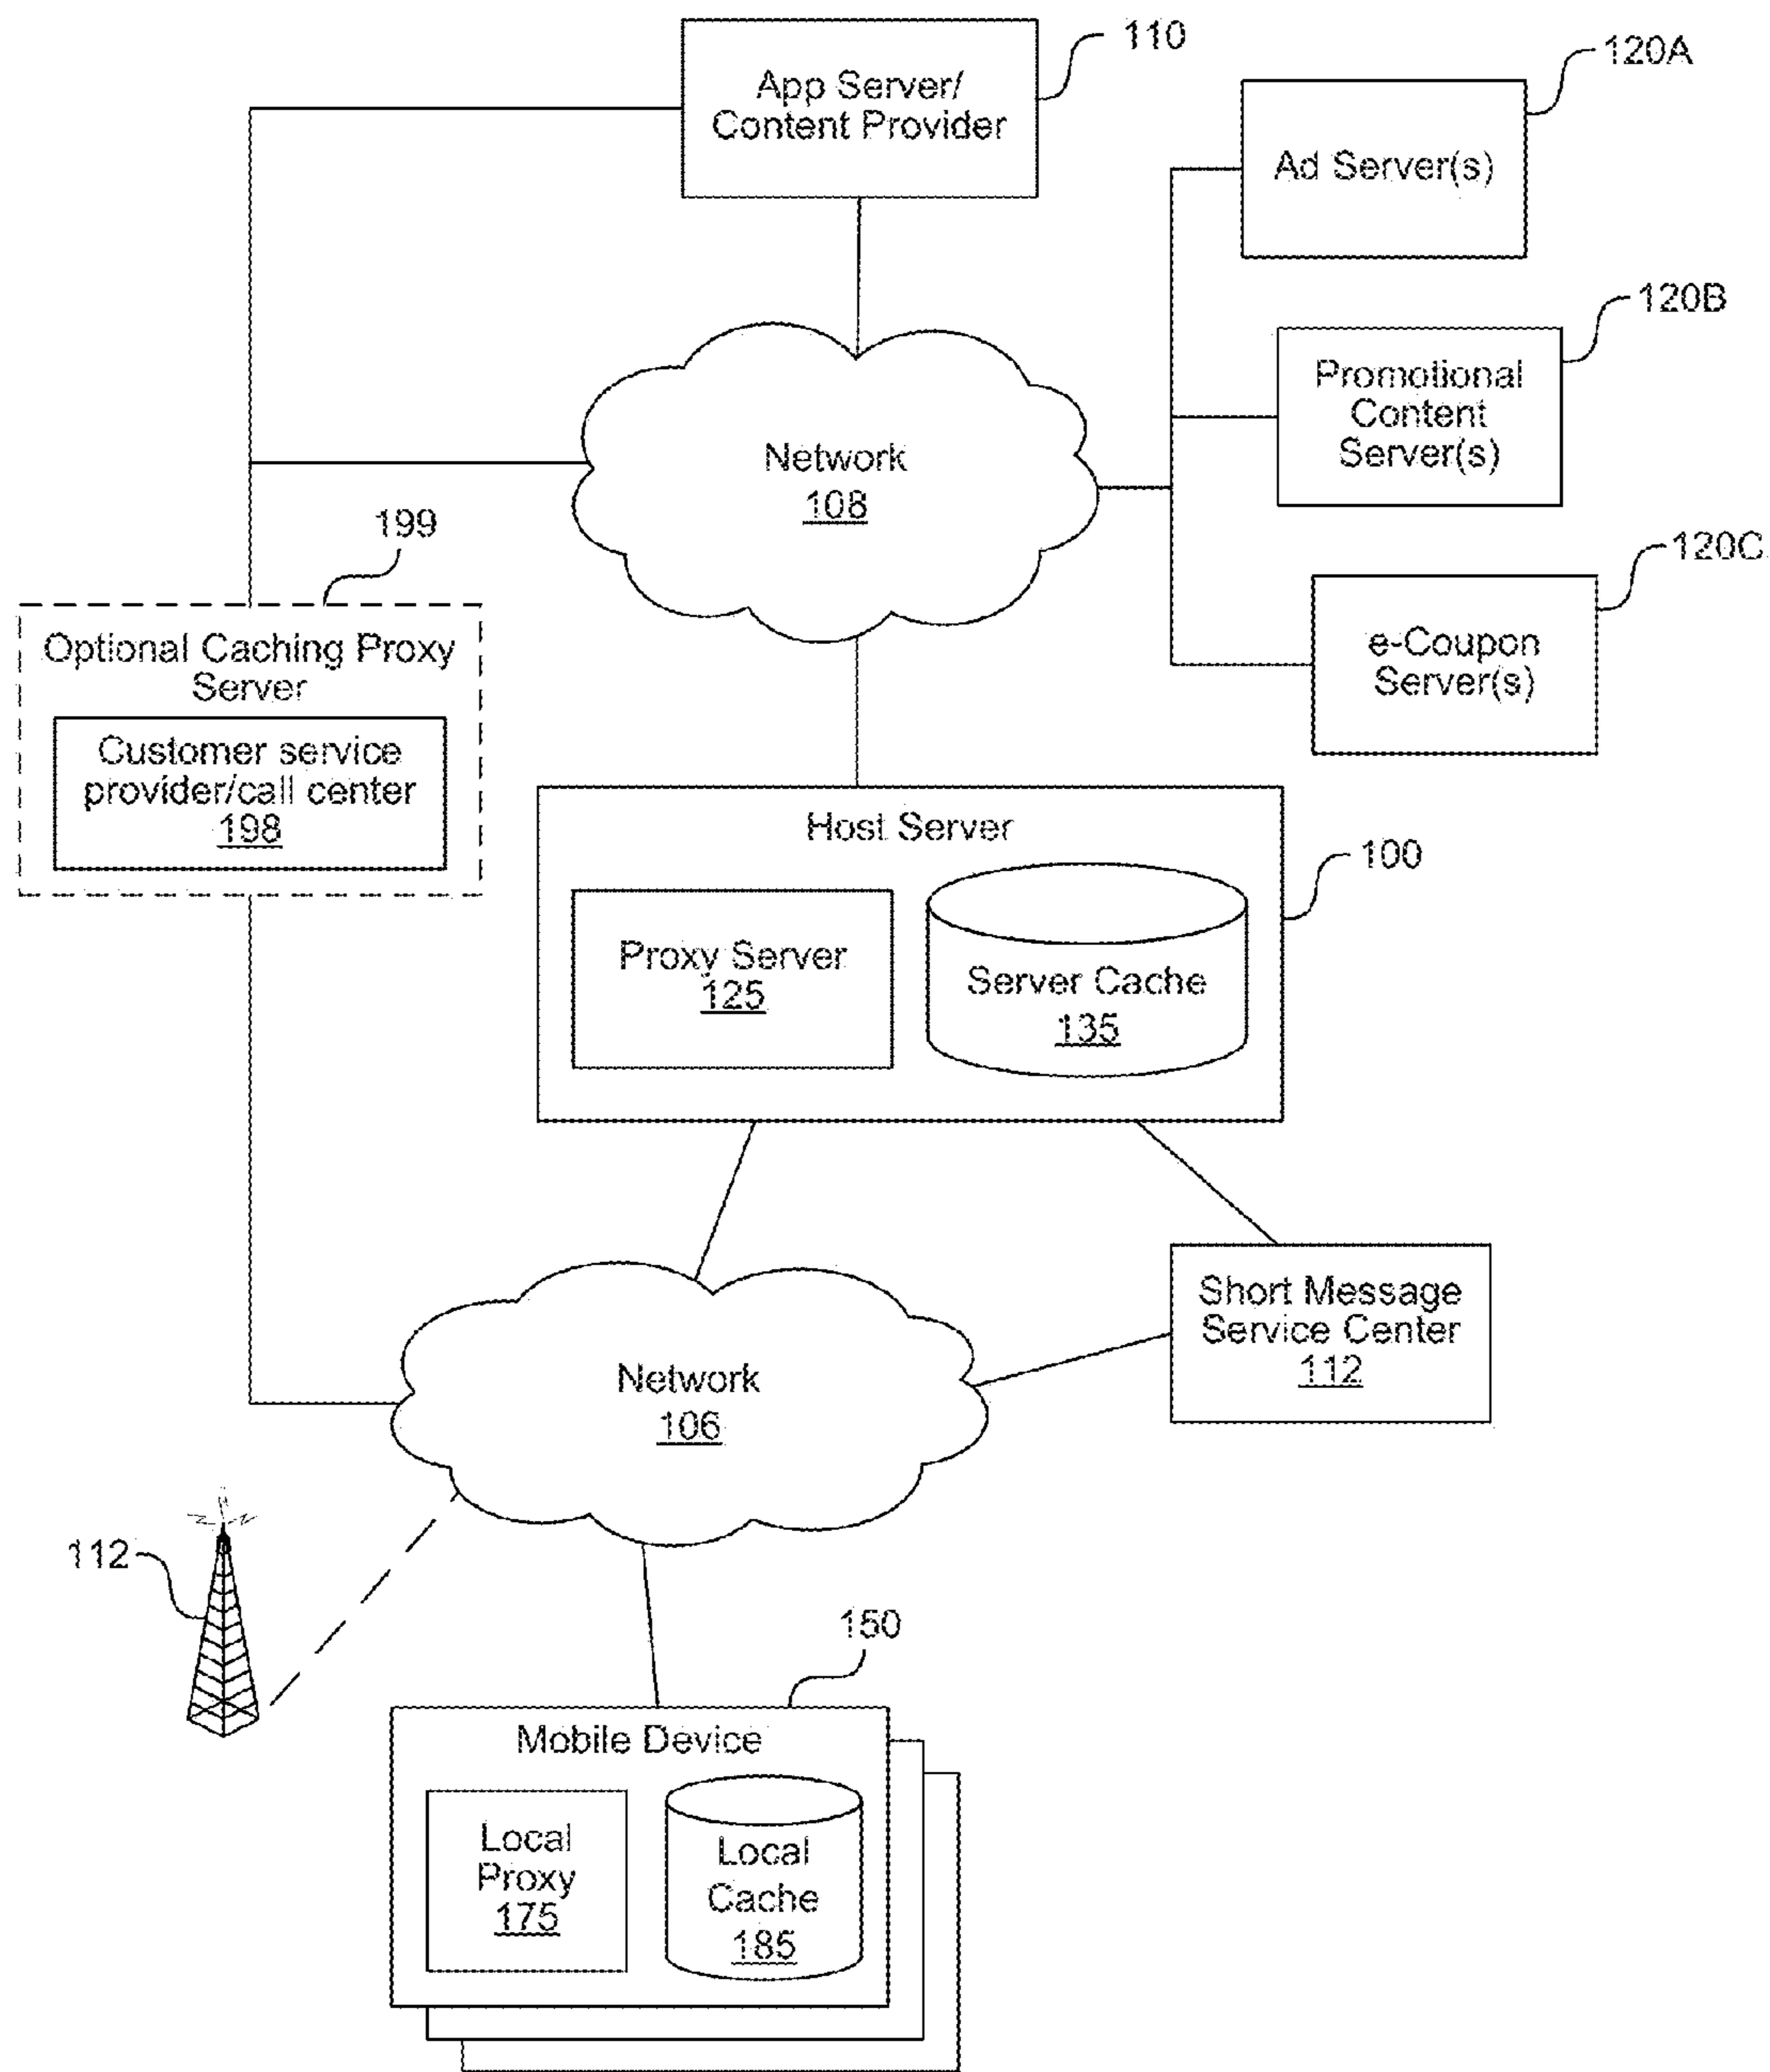 110
App Server/
Content Provider
120A
Ad Server(s)
120B
Promotional
Content
Server(s)
Network
108
199
120C
Optional Caching Proxy
Server
e-Coupon
Server(s)
Customer service
provider/call center
198
Host Server
100
Proxy Server
125
Server Cache
135
Short Message
Service Center
112
Network
106
112
150
Mobile Device
Local
Proxy
175
Local
Cache
185